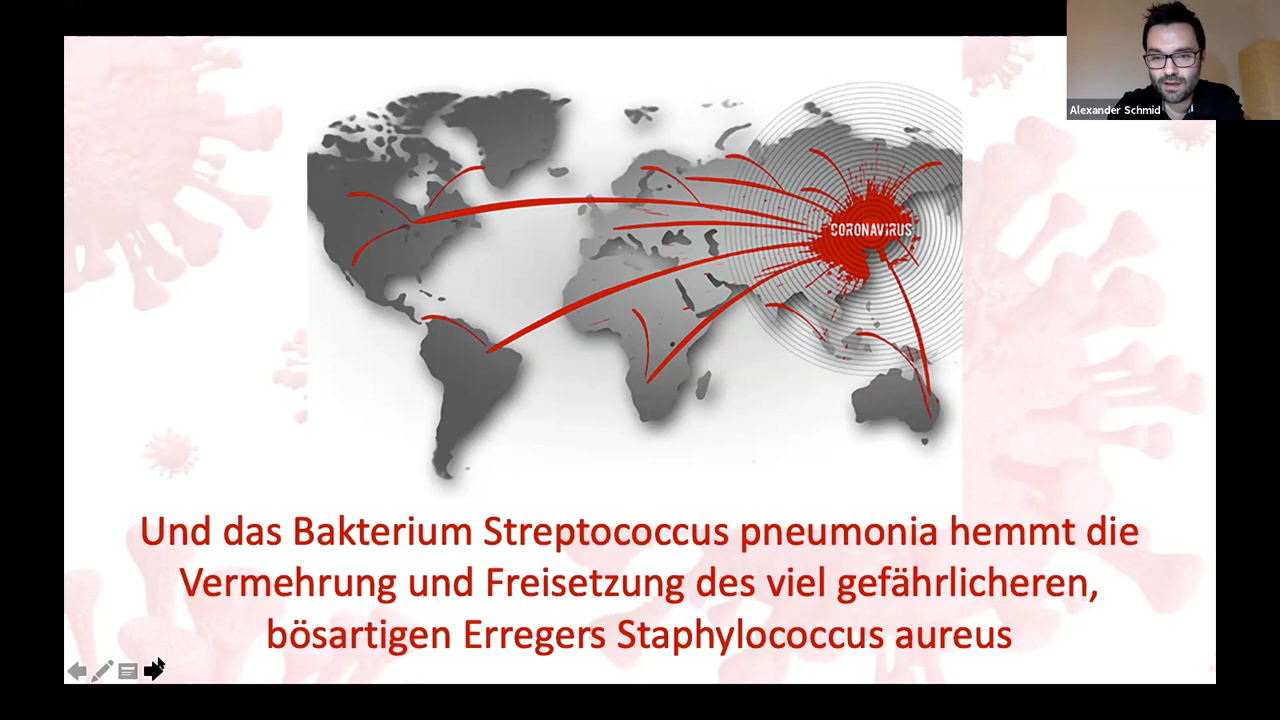 Alexander Schmid
CORONAVIRUS
Und das Bakterium Streptococcus pneumonia hemmt die
Vermehrung und Freisetzung des viel gefährlicheren,
bösartigen Erregers Staphylococcus aureus